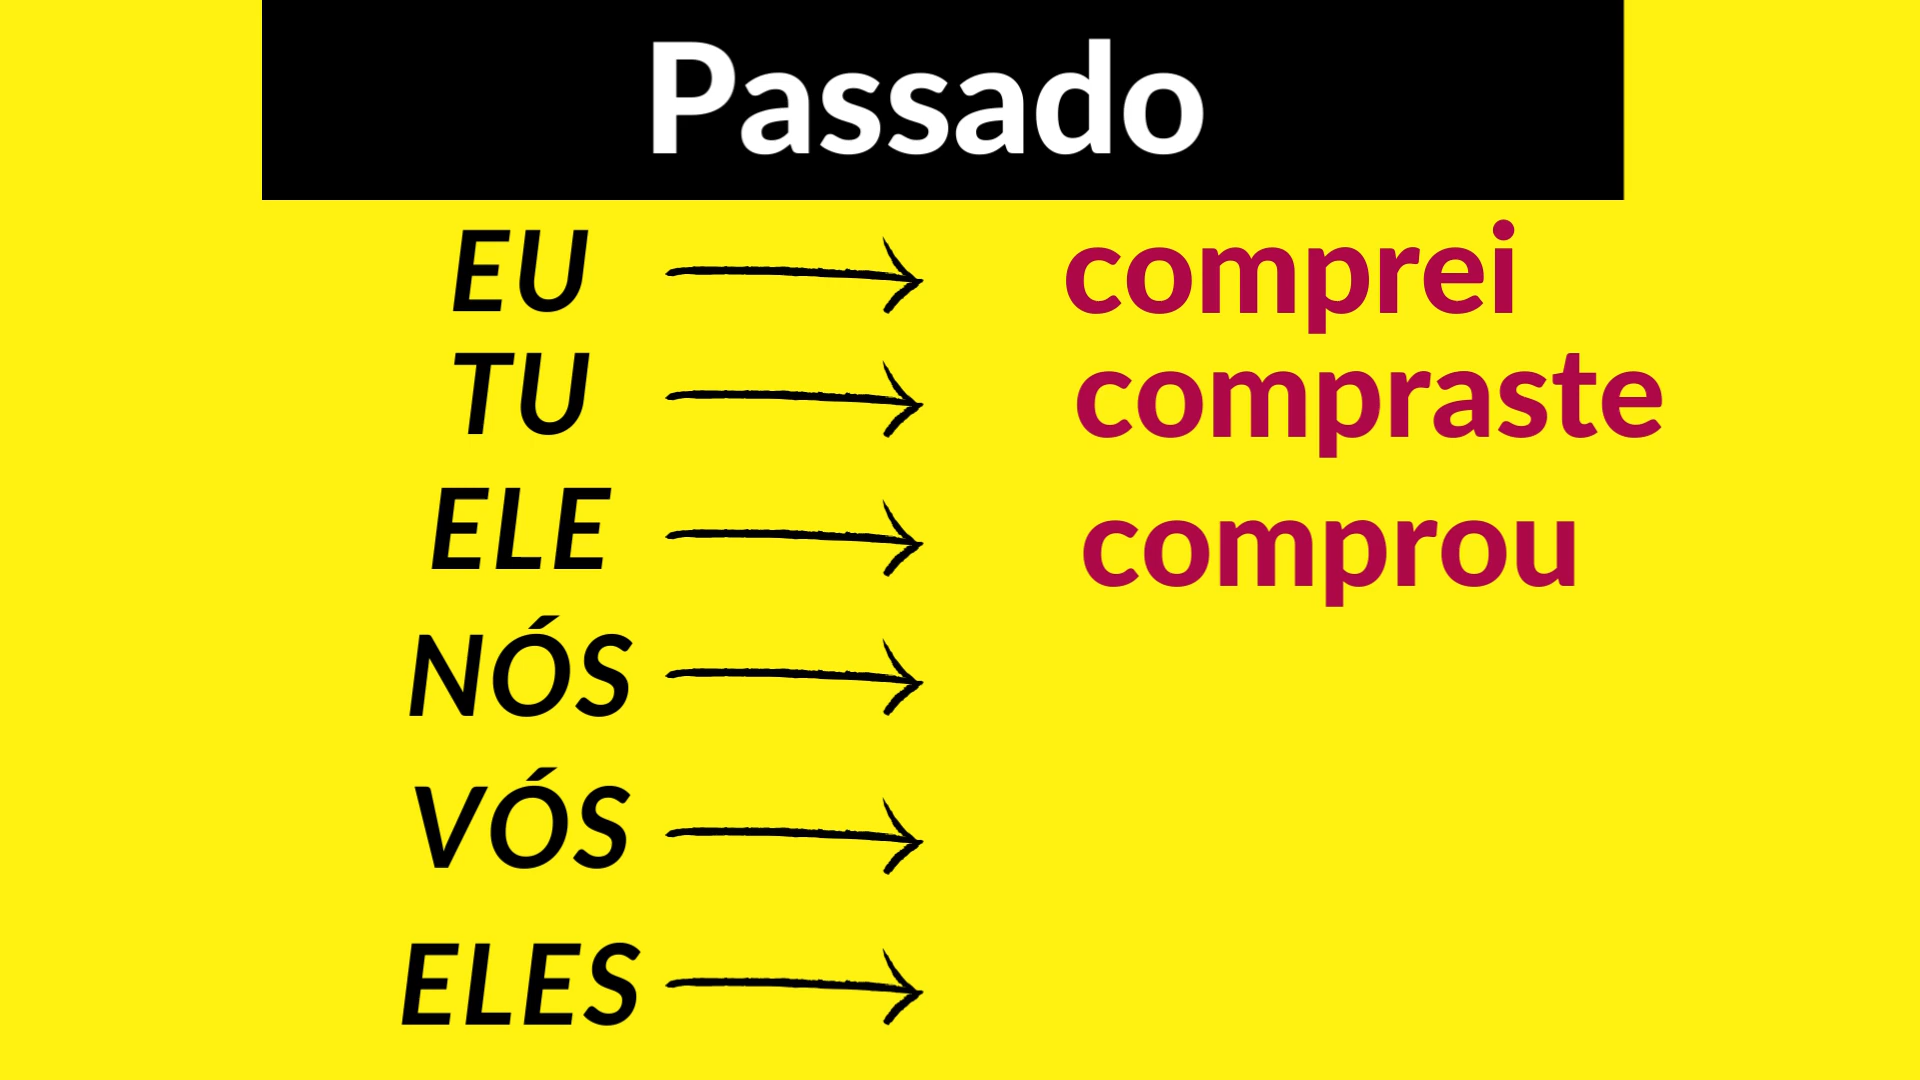 Passado
EU comprei
TU compraste
ELE comprou
NÓS
VÓS
ELES